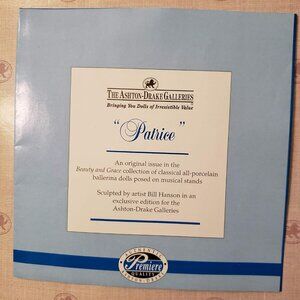 THE ASHTON-DRAKE GALLERIES
Bringing You Dolls of Irresistible Value
"Patrice"
An original issue in the
Beauty and Grace collection of classical all-porcelain
ballerina dolls posed on musical stands
Sculpted by artist Bill Hanson in an
exclusive edition for the
Ashton-Drake Galleries
AUTHENTIC
Premiere
QUALITY